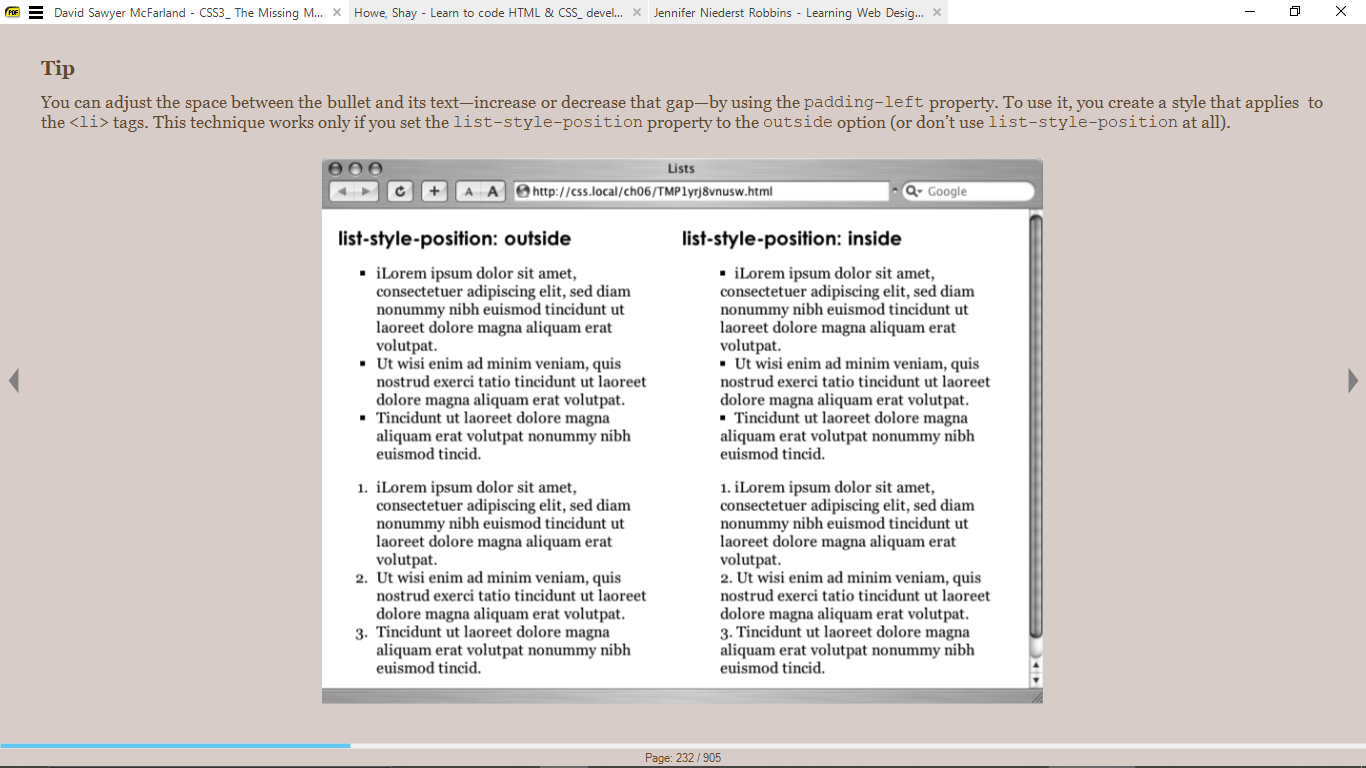 David Sawyer McFarland - CSS3_ The Missing M...
Howe, Shay - Learn to code HTML & CSS_ devel...
Jennifer Niederst Robbins - Learning Web Desig...
Tip
You can adjust the space between the bullet and its text—increase or decrease that gap—by using the padding-left property. To use it, you create a style that applies to
the <li> tags. This technique works only if you set the list-style-position property to the outside option (or don't use list-style-position at all).
Lists
A A
http://css.local/ch06/TMP1yrj8vnusw.html
Google
list-style-position: outside
▪ iLorem ipsum dolor sit amet,
consectetuer adipiscing elit, sed diam
nonummy nibh euismod tincidunt ut
laoreet dolore magna aliquam erat
volutpat.
▪ Ut wisi enim ad minim veniam, quis
nostrud exerci tatio tincidunt ut laoreet
dolore magna aliquam erat volutpat.
▪ Tincidunt ut laoreet dolore magna
aliquam erat volutpat nonummy nibh
euismod tincid.
1. iLorem ipsum dolor sit amet,
consectetuer adipiscing elit, sed diam
nonummy nibh euismod tincidunt ut
laoreet dolore magna aliquam erat
volutpat.
2. Ut wisi enim ad minim veniam, quis
nostrud exerci tatio tincidunt ut laoreet
dolore magna aliquam erat volutpat.
3. Tincidunt ut laoreet dolore magna
aliquam erat volutpat nonummy nibh
euismod tincid.
list-style-position: inside
▪ iLorem ipsum dolor sit amet,
consectetuer adipiscing elit, sed diam
nonummy nibh euismod tincidunt ut
laoreet dolore magna aliquam erat
volutpat.
▪ Ut wisi enim ad minim veniam, quis
nostrud exerci tatio tincidunt ut laoreet
dolore magna aliquam erat volutpat.
▪ Tincidunt ut laoreet dolore magna
aliquam erat volutpat nonummy nibh
euismod tincid.
1. iLorem ipsum dolor sit amet,
consectetuer adipiscing elit, sed diam
nonummy nibh euismod tincidunt ut
laoreet dolore magna aliquam erat
volutpat.
2. Ut wisi enim ad minim veniam, quis
nostrud exerci tatio tincidunt ut laoreet
dolore magna aliquam erat volutpat.
3. Tincidunt ut laoreet dolore magna
aliquam erat volutpat nonummy nibh
euismod tincid.
Page: 232 / 905